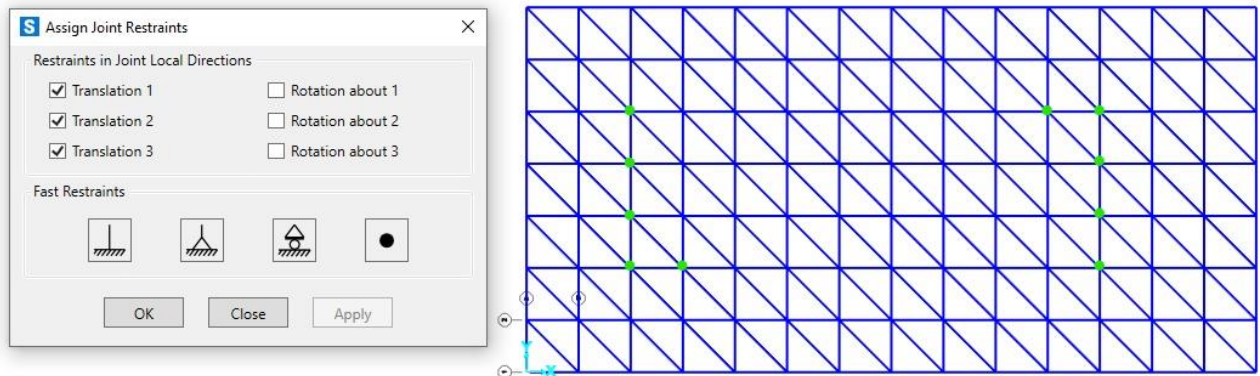 S Assign Joint Restraints
Restraints in Joint Local Directions
Translation 1
Rotation about 1
Translation 2
Rotation about 2
Translation 3
Rotation about 3
Fast Restraints
OK
Close
Apply
Y
X